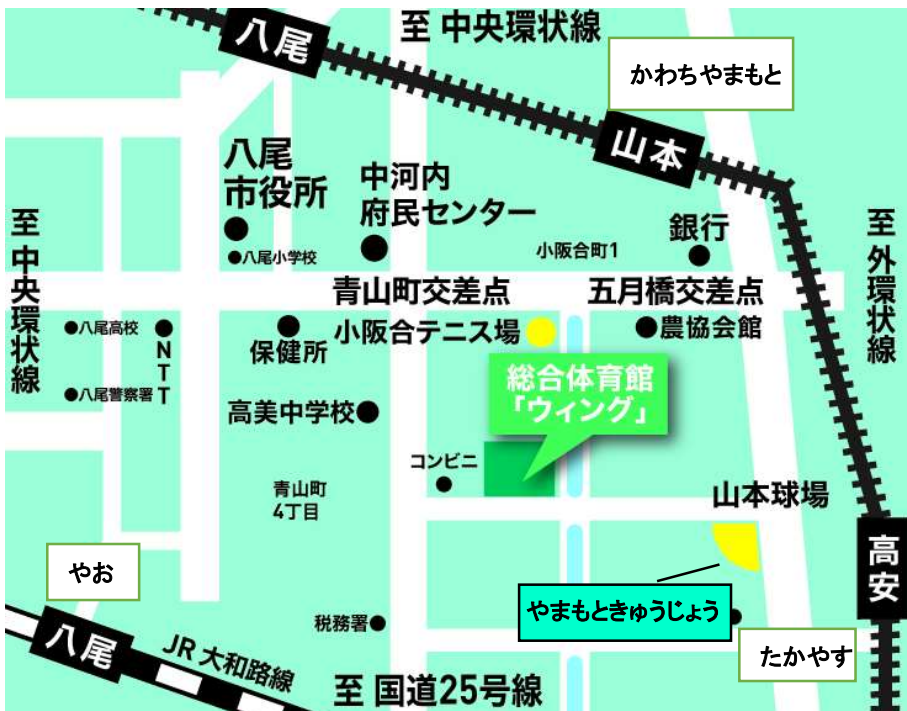 八尾
至 中央環状線
かわちやまもと
山本
八尾
市役所
中河内
府民センター
八尾小学校
小阪合町1
銀行
至 中央環状線
至 外環状線
青山町交差点
五月橋交差点
八尾高校
NTT
保健所
小阪合テニス場
農協会館
八尾警察署
総合体育館
「ウィング」
高美中学校
コンビニ
青山町
4丁目
山本球場
高安
やお
やまもときゅうじょう
税務署
たかやす
八尾
JR 大和路線
至 国道25号線